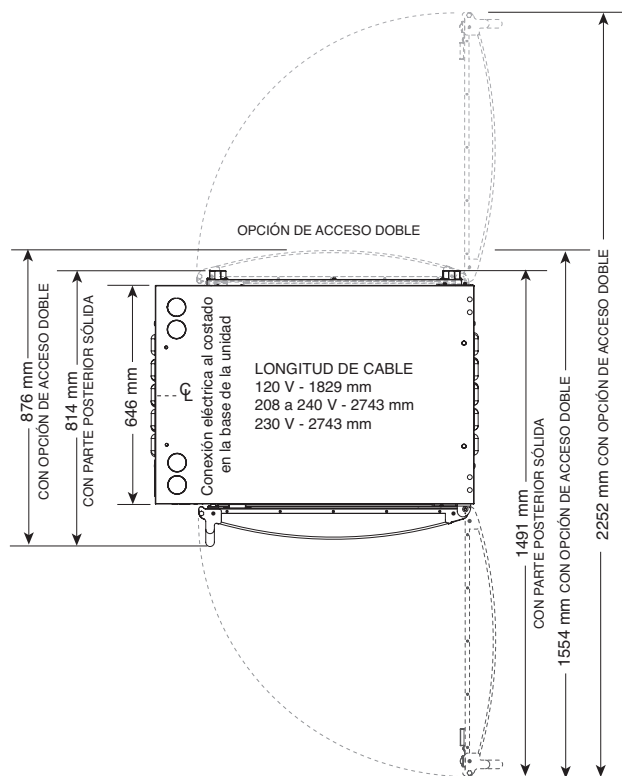 OPCIÓN DE ACCESO DOBLE
876 mm
CON OPCIÓN DE ACCESO DOBLE
814 mm
CON PARTE POSTERIOR SÓLIDA
646 mm
℄
Conexión eléctrica al costado
en la base de la unidad
LONGITUD DE CABLE
120 V - 1829 mm
208 a 240 V - 2743 mm
230 V - 2743 mm
1491 mm
CON PARTE POSTERIOR SÓLIDA
1554 mm CON OPCIÓN DE ACCESO DOBLE
2252 mm CON OPCIÓN DE ACCESO DOBLE